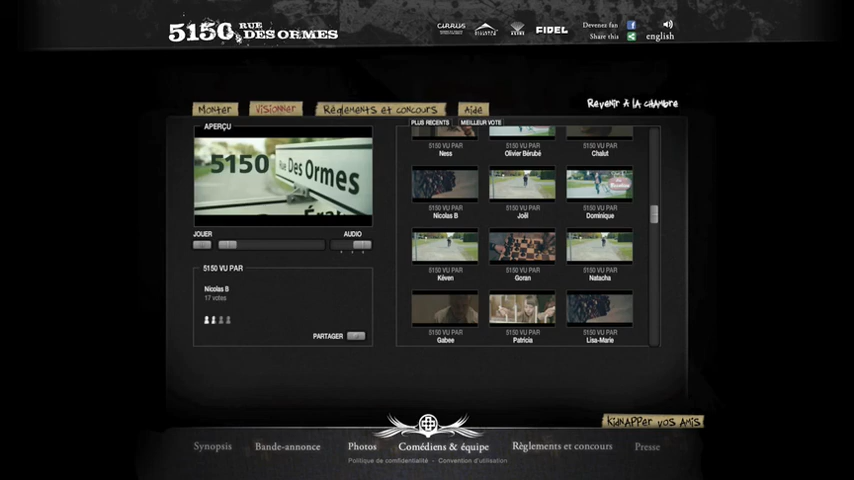 5150 RUE DES ORMES
CIRRUS
FIDEL
Devenez fan
Share this
english
Monter
Visionner
Règlements et concours
Aide
Revenir à la chambre
APERÇU
5150 Rue Des Ormes
JOUER
AUDIO
5150 VU PAR
Nicolas B
17 votes
PARTAGER
PLUS RECENTS
MEILLEUR VOTE
5150 VU PAR
Ness
5150 VU PAR
Olivier Bérubé
5150 VU PAR
Chalut
5150 VU PAR
Nicolas B
5150 VU PAR
Joël
5150 VU PAR
Dominique
5150 VU PAR
Kéven
5150 VU PAR
Goran
5150 VU PAR
Natacha
5150 VU PAR
Gabee
5150 VU PAR
Patricia
5150 VU PAR
Lisa-Marie
Kidnapper vos amis
Synopsis
Bande-annonce
Photos
Comédiens & équipe
Règlements et concours
Presse
Politique de confidentialité - Convention d'utilisation